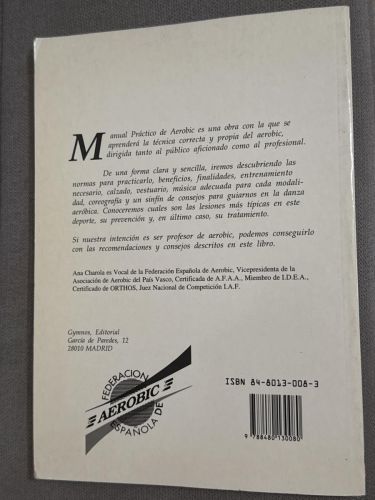 Manual Práctico de Aerobic es una obra con la que se
aprenderá la técnica correcta y propia del aerobic,
dirigida tanto al público aficionado como al profesional.
De una forma clara y sencilla, iremos descubriendo las
normas para practicarlo, beneficios, finalidades, entrenamiento
necesario, calzado, vestuario, música adecuada para cada modali-
dad, coreografía y un sinfín de consejos para guiarnos en la danza
aeróbica. Conoceremos cuales son las lesiones más típicas en este
deporte, su prevención y, en último caso, su tratamiento.
Si nuestra intención es ser profesor de aerobic, podemos conseguirlo
con las recomendaciones y consejos descritos en este libro.
Ana Charola es Vocal de la Federación Española de Aerobic, Vicepresidenta de la
Asociación de Aerobic del País Vasco, Certificada de A.F.A.A., Miembro de I.D.E.A.,
Certificado de ORTHOS, Juez Nacional de Competición I.A.F.
Gymnos, Editorial
García de Paredes, 12
28010 MADRID
FEDERACION
AEROBIC
ESPAÑOLA DE
ISBN 84-8013-008-3
9 788480 130080